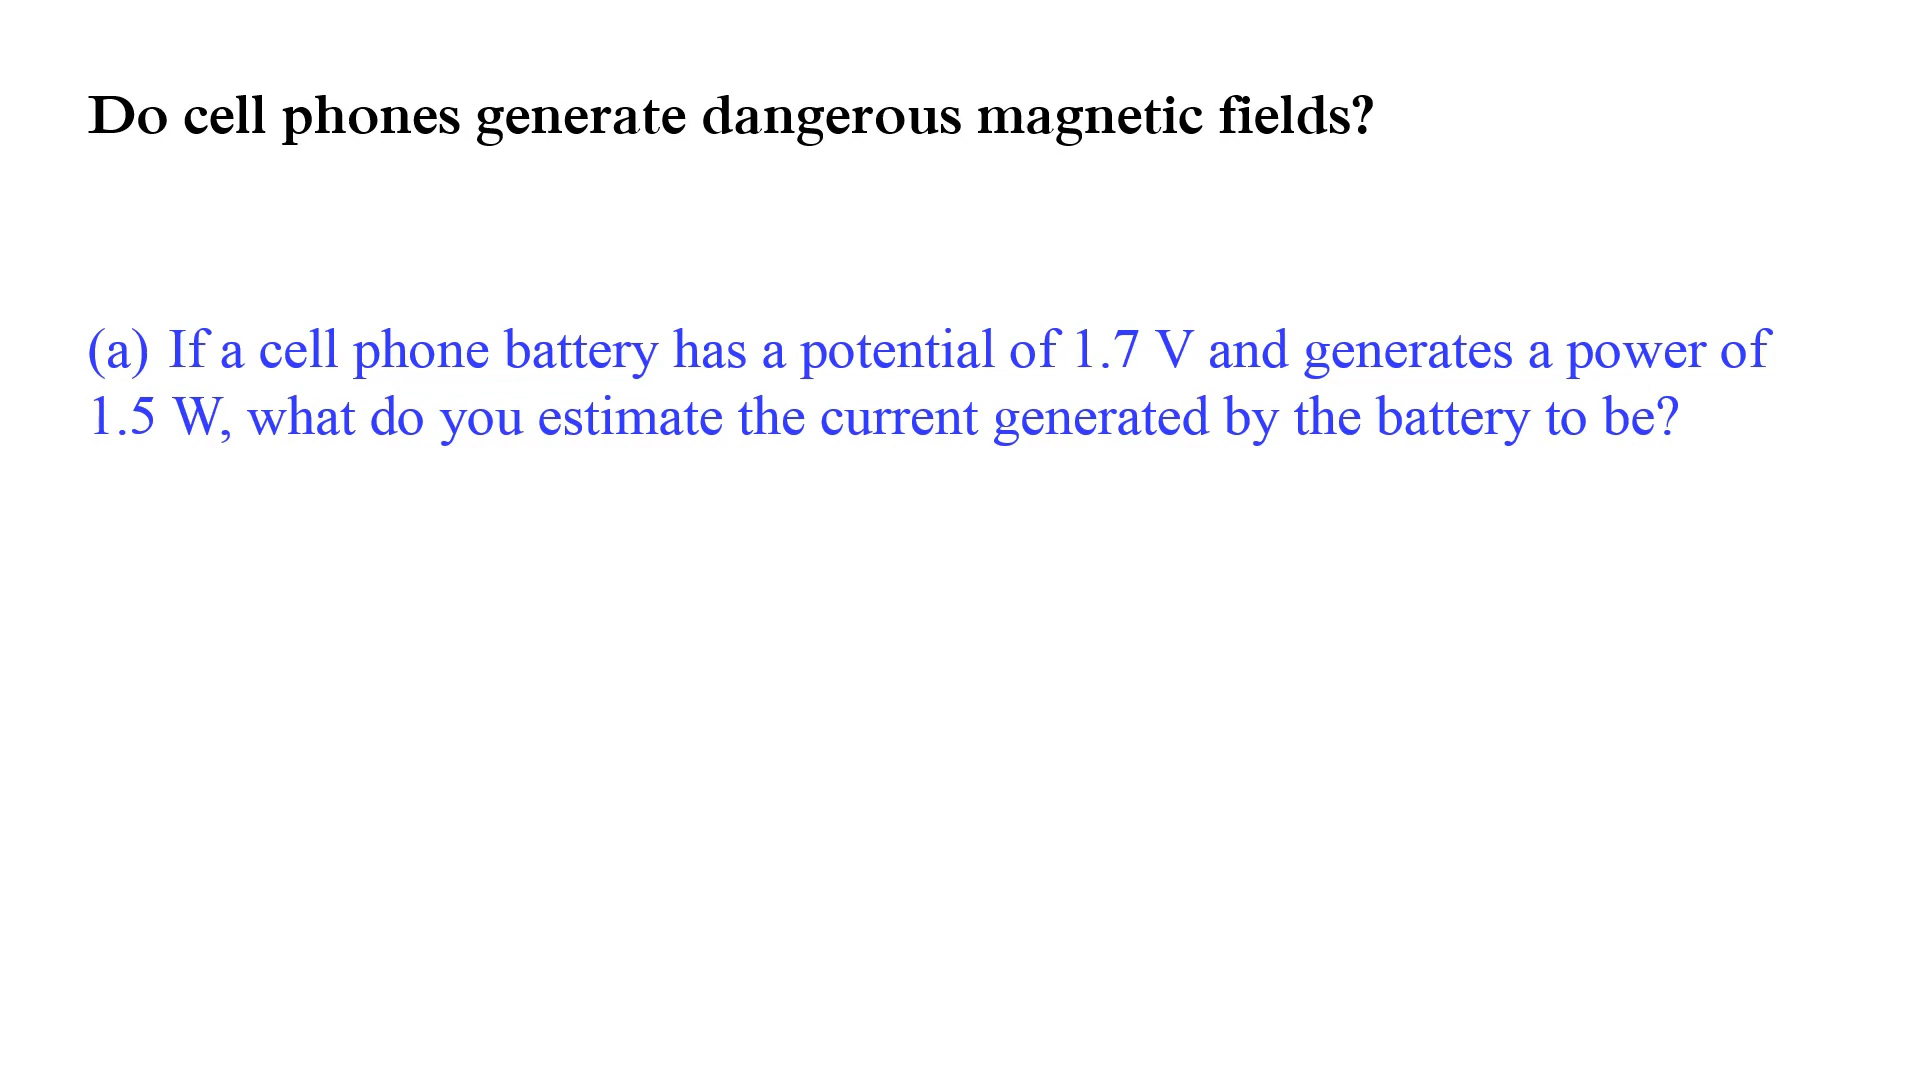 Do cell phones generate dangerous magnetic fields?
(a) If a cell phone battery has a potential of 1.7 V and generates a power of
1.5 W, what do you estimate the current generated by the battery to be?